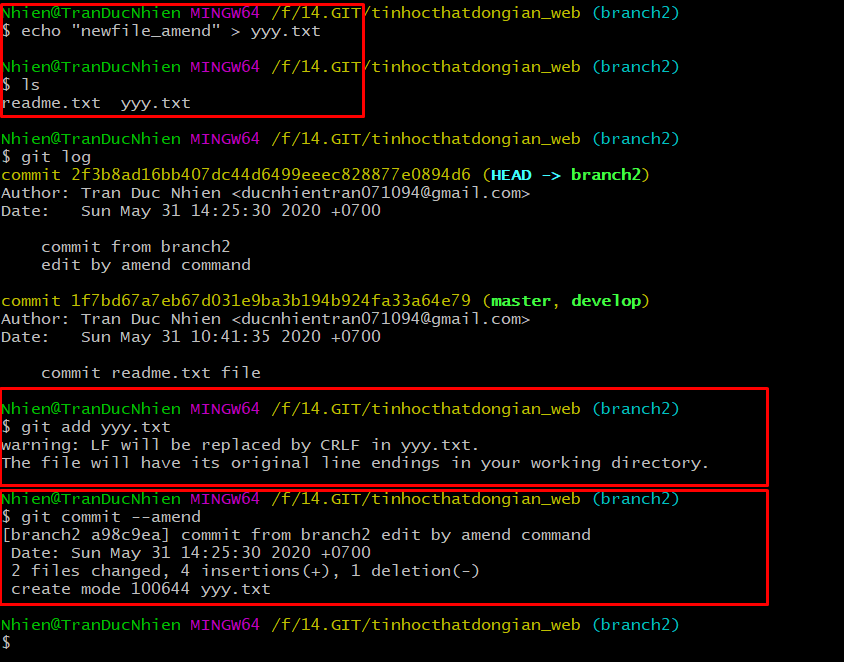 Nhien@TranDucNhien MINGW64 /f/14.GIT/tinhocthatdongian_web (branch2)
$ echo "newfile_amend" > yyy.txt
Nhien@TranDucNhien MINGW64 /f/14.GIT/tinhocthatdongian_web (branch2)
$ ls
readme.txt  yyy.txt
Nhien@TranDucNhien MINGW64 /f/14.GIT/tinhocthatdongian_web (branch2)
$ git log
commit 2f3b8ad16bb407dc44d6499eeec828877e0894d6 (HEAD -> branch2)
Author: Tran Duc Nhien <ducnhientran071094@gmail.com>
Date:   Sun May 31 14:25:30 2020 +0700
    commit from branch2
    edit by amend command
commit 1f7bd67a7eb67d031e9ba3b194b924fa33a64e79 (master, develop)
Author: Tran Duc Nhien <ducnhientran071094@gmail.com>
Date:   Sun May 31 10:41:35 2020 +0700
    commit readme.txt file
Nhien@TranDucNhien MINGW64 /f/14.GIT/tinhocthatdongian_web (branch2)
$ git add yyy.txt
warning: LF will be replaced by CRLF in yyy.txt.
The file will have its original line endings in your working directory.
Nhien@TranDucNhien MINGW64 /f/14.GIT/tinhocthatdongian_web (branch2)
$ git commit --amend
[branch2 a98c9ea] commit from branch2 edit by amend command
 Date: Sun May 31 14:25:30 2020 +0700
 2 files changed, 4 insertions(+), 1 deletion(-)
 create mode 100644 yyy.txt
Nhien@TranDucNhien MINGW64 /f/14.GIT/tinhocthatdongian_web (branch2)
$